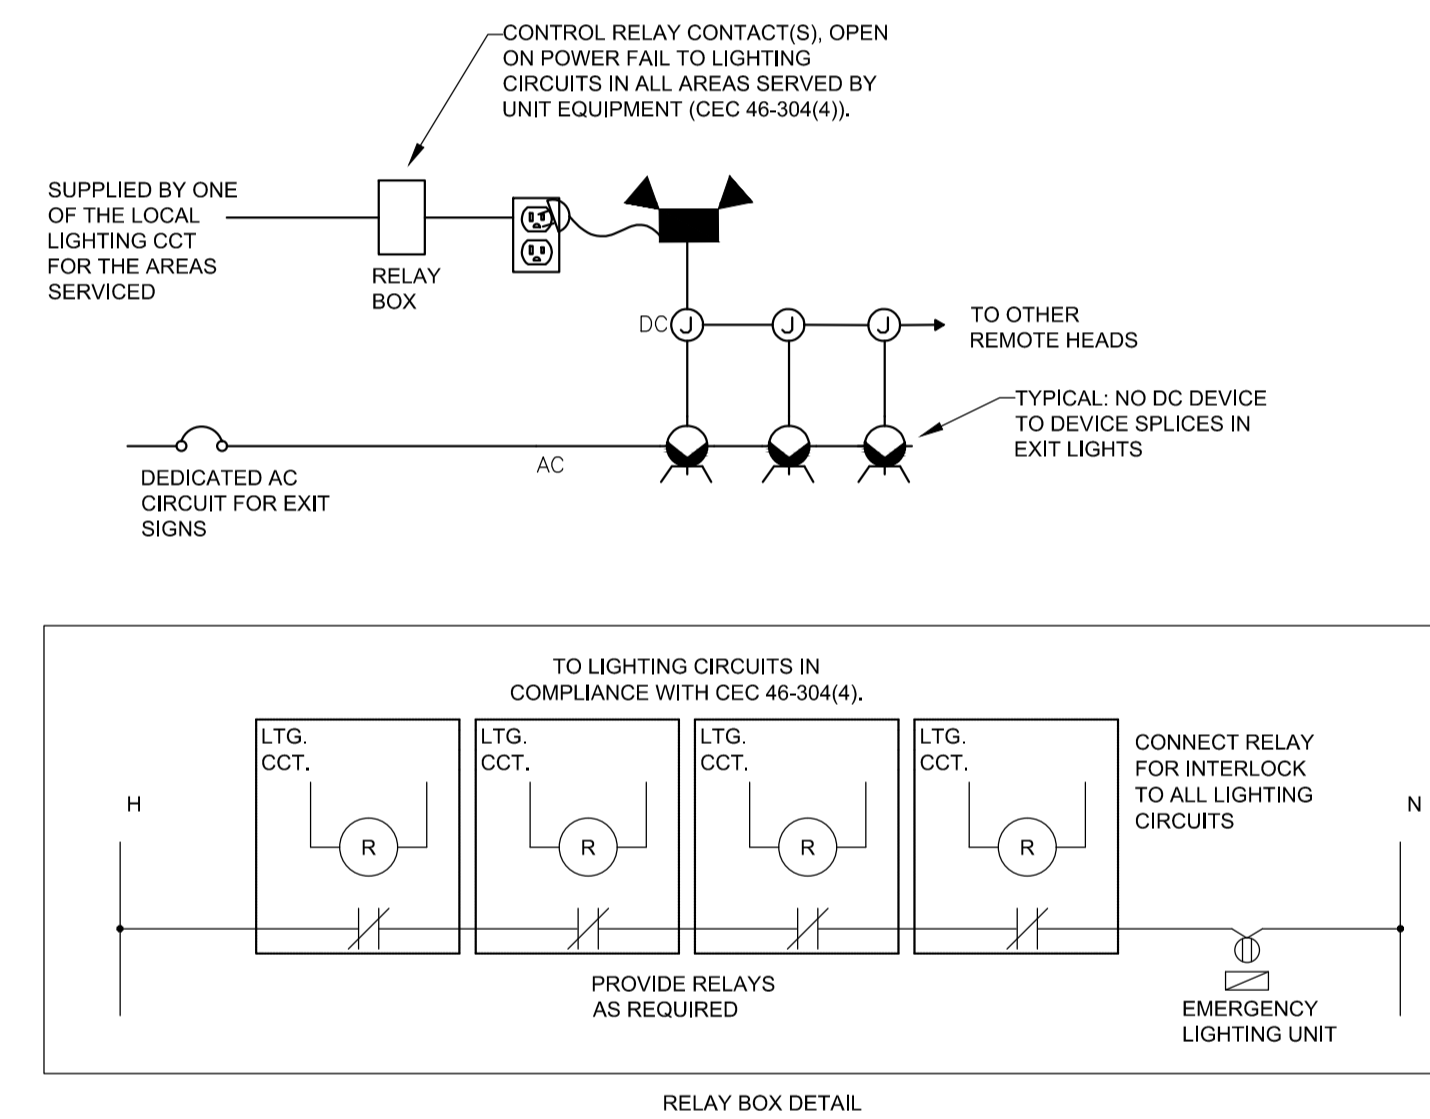 CONTROL RELAY CONTACT(S), OPEN
ON POWER FAIL TO LIGHTING
CIRCUITS IN ALL AREAS SERVED BY
UNIT EQUIPMENT (CEC 46-304(4)).
SUPPLIED BY ONE
OF THE LOCAL
LIGHTING CCT
FOR THE AREAS
SERVICED
RELAY
BOX
DC
J
J
J
TO OTHER
REMOTE HEADS
TYPICAL: NO DC DEVICE
TO DEVICE SPLICES IN
EXIT LIGHTS
AC
DEDICATED AC
CIRCUIT FOR EXIT
SIGNS
TO LIGHTING CIRCUITS IN
COMPLIANCE WITH CEC 46-304(4).
LTG.
CCT.
LTG.
CCT.
LTG.
CCT.
LTG.
CCT.
CONNECT RELAY
FOR INTERLOCK
TO ALL LIGHTING
CIRCUITS
H
N
R
R
R
R
PROVIDE RELAYS
AS REQUIRED
EMERGENCY
LIGHTING UNIT
RELAY BOX DETAIL